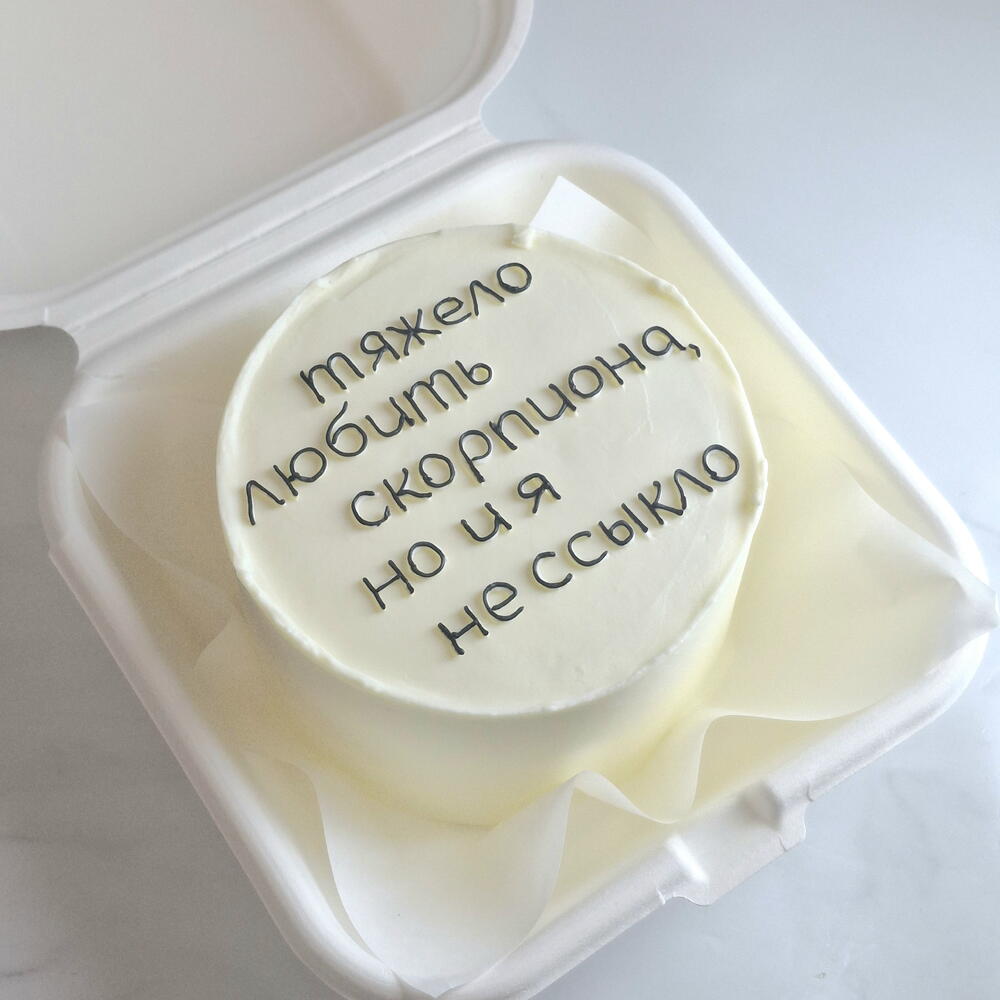 тяжело
любить
скорпиона,
но и я
не ссыкло